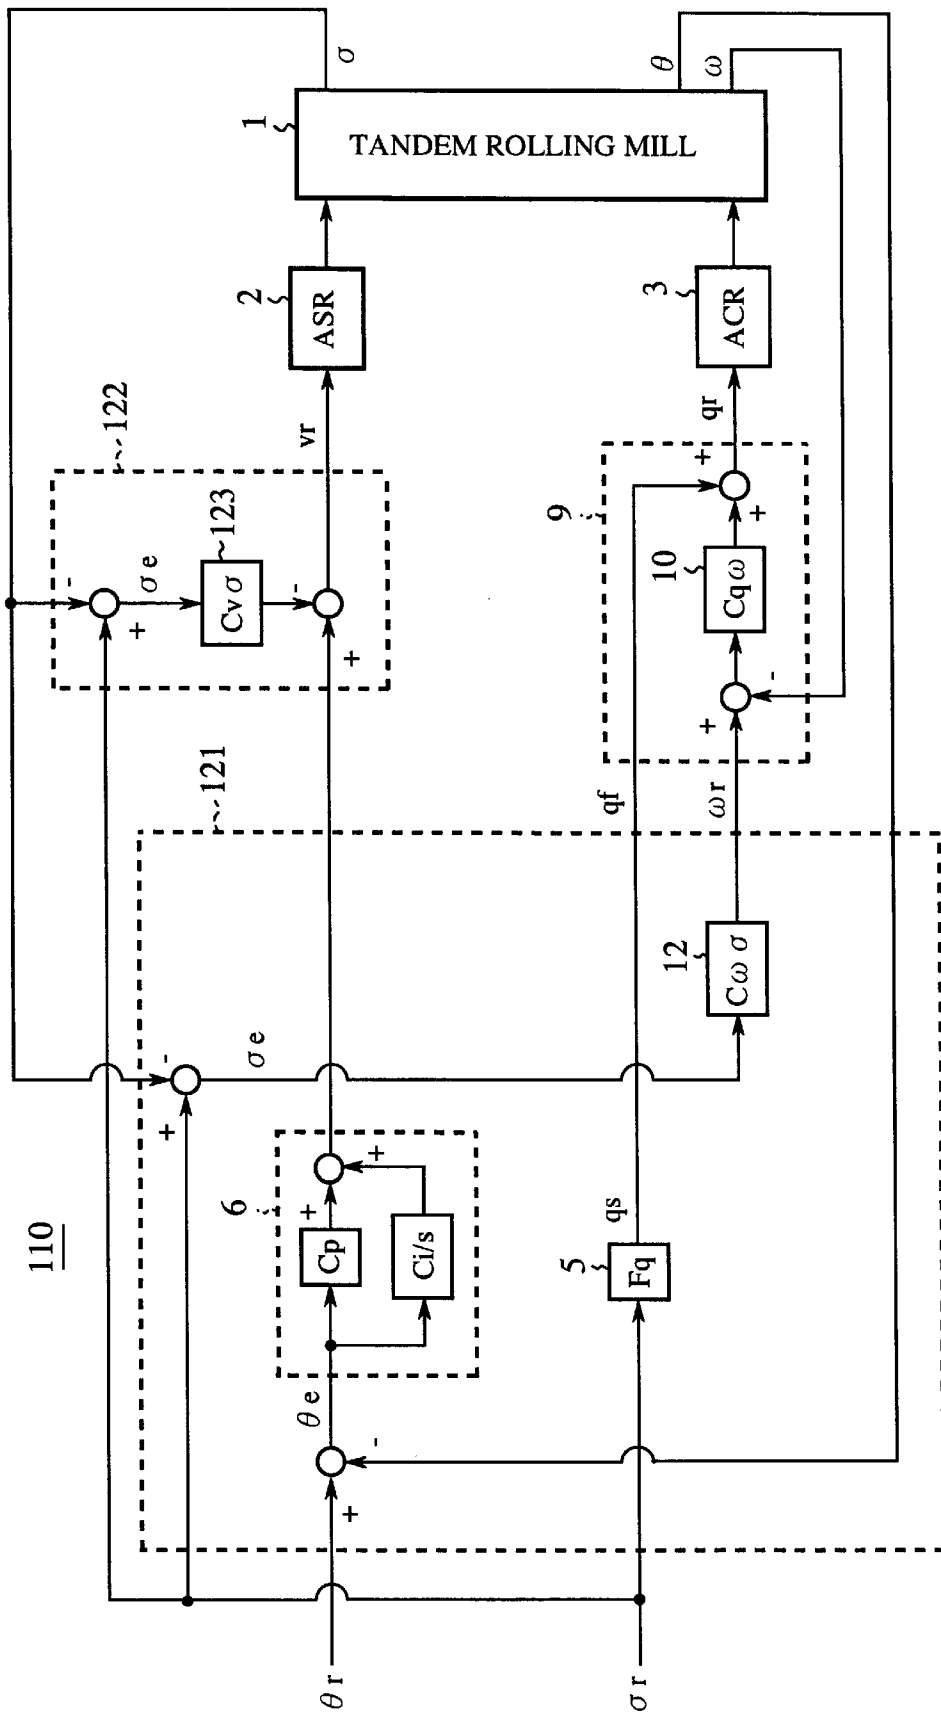 110
θr
σr
+
-
θe
6
Cp
Ci/s
+
+
5
Fq
qs
+
-
σe
121
12
Cωσ
qf
ωr
122
-
+
σe
123
Cvσ
-
+
vr
9
+
-
10
Cqω
+
+
qr
2
ASR
3
ACR
1
TANDEM ROLLING MILL
σ
θ
ω